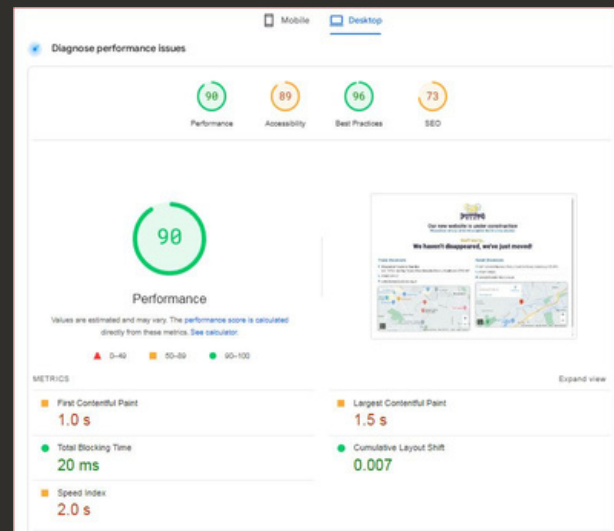 Mobile
Desktop
Diagnose performance issues
90
89
96
73
Performance
Accessibility
Best Practices
SEO
90
Performance
Values are estimated and may vary. The performance score is calculated
directly from these metrics. See calculator.
0–49
50–89
90–100
Our new website is under construction
We haven't disappeared, we've just moved!
METRICS
Expand view
First Contentful Paint
1.0 s
Largest Contentful Paint
1.5 s
Total Blocking Time
20 ms
Cumulative Layout Shift
0.007
Speed Index
2.0 s